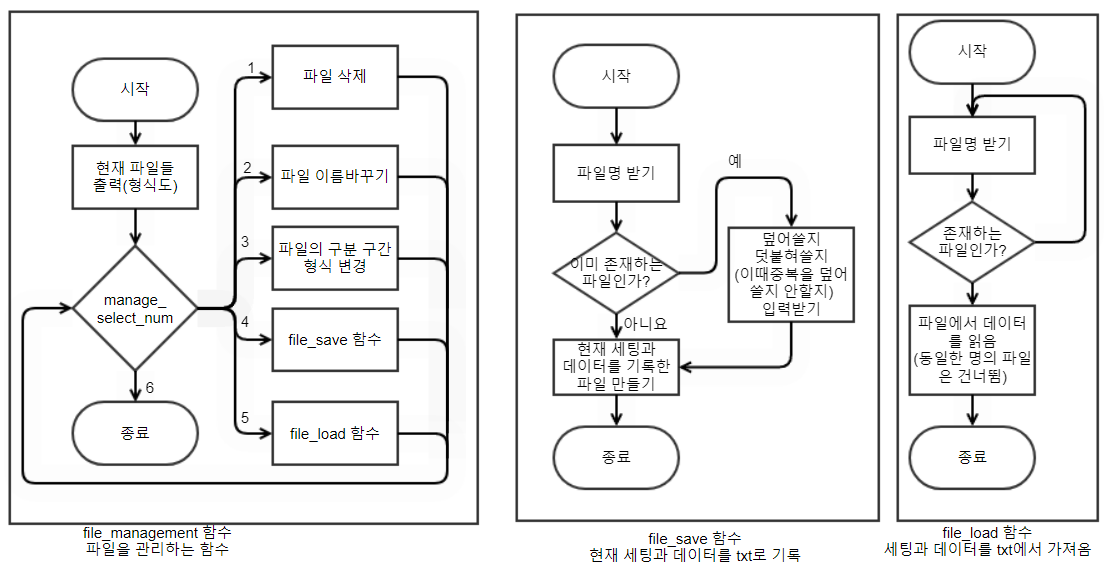 시작
현재 파일들
출력(형식도)
manage_
select_num
6
종료
1
파일 삭제
2
파일 이름바꾸기
3
파일의 구분 구간
형식 변경
4
file_save 함수
5
file_load 함수
file_management 함수
파일을 관리하는 함수
시작
파일명 받기
이미 존재하는
파일인가?
예
덮어쓸지
덧붙혀쓸지
(이때중복을 덮어
쓸지 안할지)
입력받기
아니요
현재 세팅과
데이터를 기록한
파일 만들기
종료
file_save 함수
현재 세팅과 데이터를 txt로 기록
시작
파일명 받기
존재하는
파일인가?
파일에서 데이터
를 읽음
(동일한 명의 파일
은 건너뜀)
종료
file_load 함수
세팅과 데이터를 txt에서 가져옴